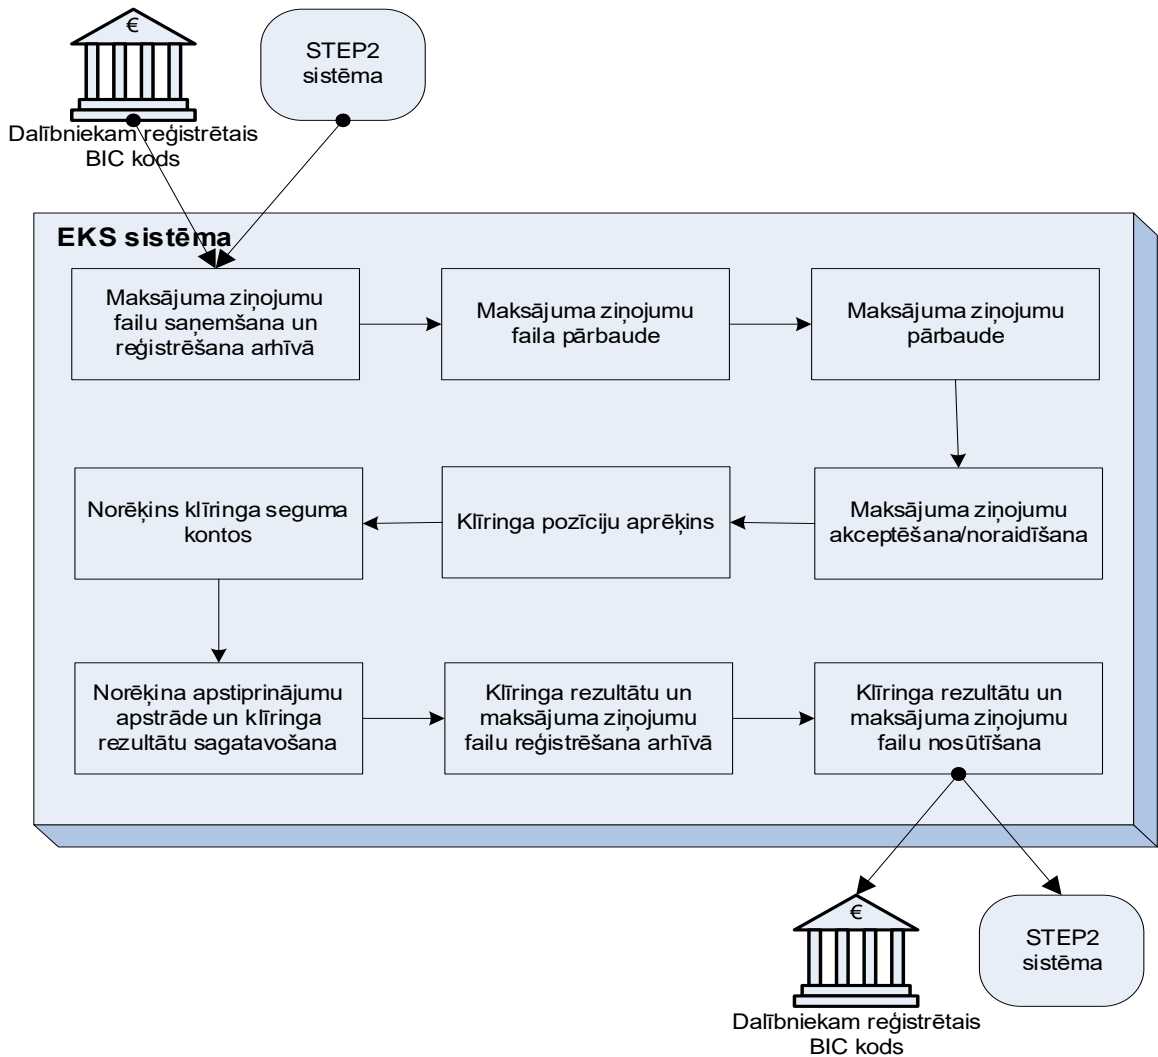 €
Dalībniekam reģistrētais
BIC kods
STEP2
sistēma
EKS sistēma
Maksājuma ziņojumu
failu saņemšana un
reģistrēšana arhīvā
Maksājuma ziņojumu
faila pārbaude
Maksājuma ziņojumu
pārbaude
Maksājuma ziņojumu
akceptēšana/noraidīšana
Klīringa pozīciju aprēķins
Norēķins klīringa seguma
kontos
Norēķina apstiprinājumu
apstrāde un klīringa
rezultātu sagatavošana
Klīringa rezultātu un
maksājuma ziņojumu
failu reģistrēšana arhīvā
Klīringa rezultātu un
maksājuma ziņojumu
failu nosūtīšana
€
Dalībniekam reģistrētais
BIC kods
STEP2
sistēma